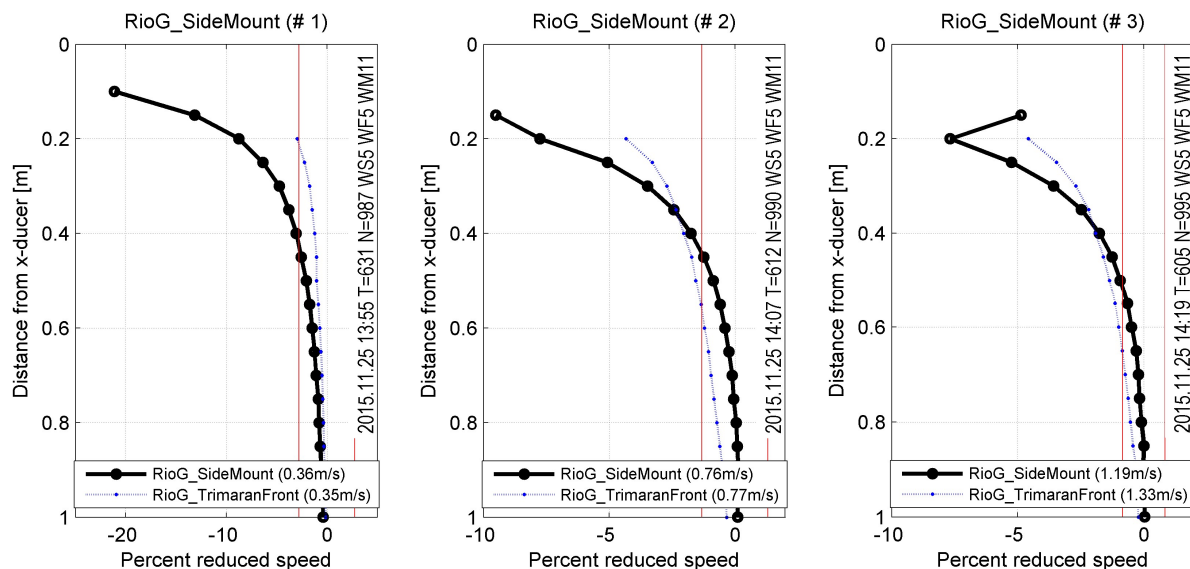 RioG_SideMount (# 1)
0
0.2
0.4
0.6
0.8
1
Distance from x-ducer [m]
-20
-10
0
Percent reduced speed
2015.11.25 13:55 T=631 N=987 WS5 WF5 WM11
RioG_SideMount (0.36m/s)
RioG_TrimaranFront (0.35m/s)
RioG_SideMount (# 2)
0
0.2
0.4
0.6
0.8
1
Distance from x-ducer [m]
-10
-5
0
Percent reduced speed
2015.11.25 14:07 T=612 N=990 WS5 WF5 WM11
RioG_SideMount (0.76m/s)
RioG_TrimaranFront (0.77m/s)
RioG_SideMount (# 3)
0
0.2
0.4
0.6
0.8
1
Distance from x-ducer [m]
-10
-5
0
Percent reduced speed
2015.11.25 14:19 T=605 N=995 WS5 WF5 WM11
RioG_SideMount (1.19m/s)
RioG_TrimaranFront (1.33m/s)